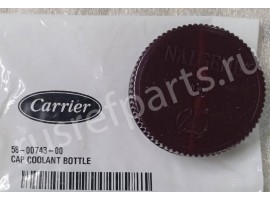 Carrier
58-00743-00
CAP COOLANT BOTTLE
rusrefparts.ru